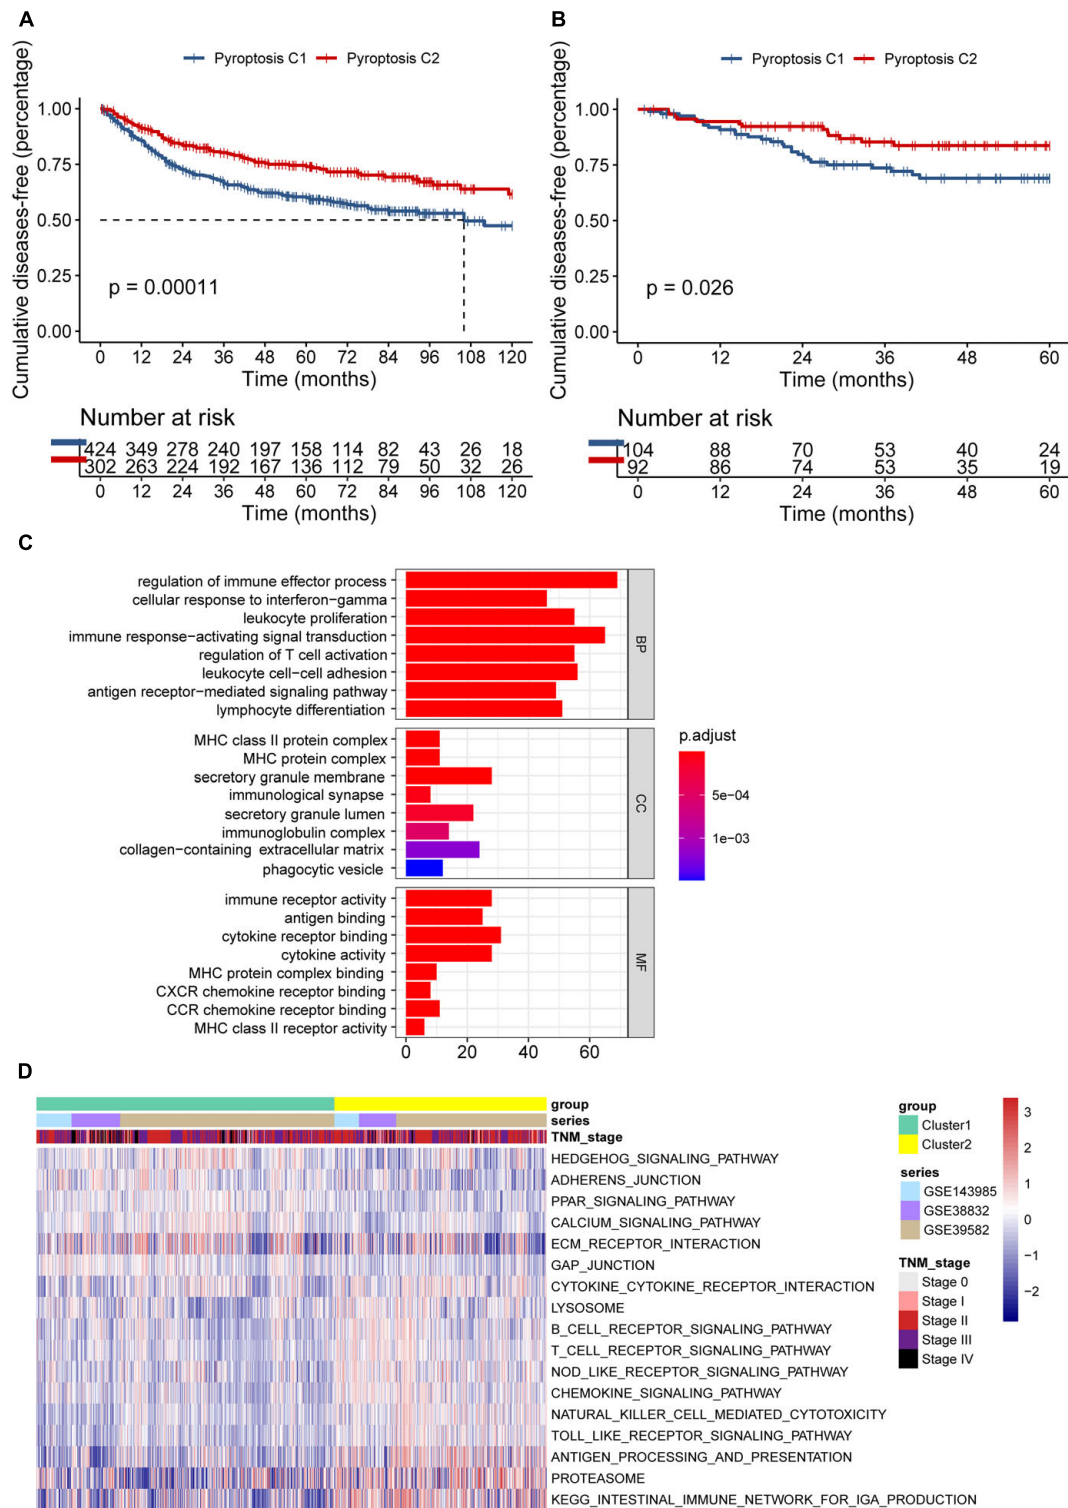 A
Pyroptosis C1 Pyroptosis C2
Cumulative diseases-free (percentage)
1.00
0.75
0.50
0.25
0.00
p = 0.00011
0 12 24 36 48 60 72 84 96 108 120
Time (months)
Number at risk
424 349 278 240 197 158 114 82 43 26 18
302 263 224 192 167 136 112 79 50 32 26
0 12 24 36 48 60 72 84 96 108 120
Time (months)
B
Pyroptosis C1 Pyroptosis C2
Cumulative diseases-free (percentage)
1.00
0.75
0.50
0.25
0.00
p = 0.026
0 12 24 36 48 60
Time (months)
Number at risk
104 88 70 53 40 24
92 86 74 53 35 19
0 12 24 36 48 60
Time (months)
C
regulation of immune effector process
cellular response to interferon−gamma
leukocyte proliferation
immune response−activating signal transduction
regulation of T cell activation
leukocyte cell−cell adhesion
antigen receptor−mediated signaling pathway
lymphocyte differentiation
BP
MHC class II protein complex
MHC protein complex
secretory granule membrane
immunological synapse
secretory granule lumen
immunoglobulin complex
collagen−containing extracellular matrix
phagocytic vesicle
CC
immune receptor activity
antigen binding
cytokine receptor binding
cytokine activity
MHC protein complex binding
CXCR chemokine receptor binding
CCR chemokine receptor binding
MHC class II receptor activity
MF
0 20 40 60
p.adjust
5e−04
1e−03
D
group
series
TNM_stage
HEDGEHOG_SIGNALING_PATHWAY
ADHERENS_JUNCTION
PPAR_SIGNALING_PATHWAY
CALCIUM_SIGNALING_PATHWAY
ECM_RECEPTOR_INTERACTION
GAP_JUNCTION
CYTOKINE_CYTOKINE_RECEPTOR_INTERACTION
LYSOSOME
B_CELL_RECEPTOR_SIGNALING_PATHWAY
T_CELL_RECEPTOR_SIGNALING_PATHWAY
NOD_LIKE_RECEPTOR_SIGNALING_PATHWAY
CHEMOKINE_SIGNALING_PATHWAY
NATURAL_KILLER_CELL_MEDIATED_CYTOTOXICITY
TOLL_LIKE_RECEPTOR_SIGNALING_PATHWAY
ANTIGEN_PROCESSING_AND_PRESENTATION
PROTEASOME
KEGG_INTESTINAL_IMMUNE_NETWORK_FOR_IGA_PRODUCTION
group
Cluster1
Cluster2
series
GSE143985
GSE38832
GSE39582
TNM_stage
Stage 0
Stage I
Stage II
Stage III
Stage IV
3
2
1
0
−1
−2